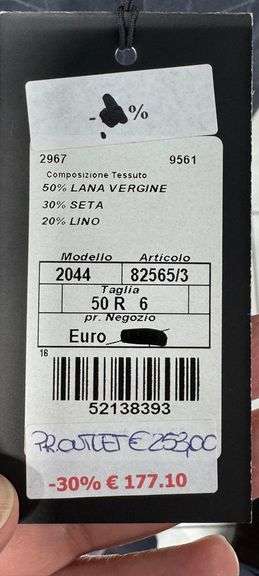 - %
2967 9561
Composizione Tessuto
50% LANA VERGINE
30% SETA
20% LINO
Modello Articolo
2044 82565/3
Taglia
50 R 6
pr. Negozio
Euro
16
52138393
PR OUTLET € 253,00
-30% € 177.10